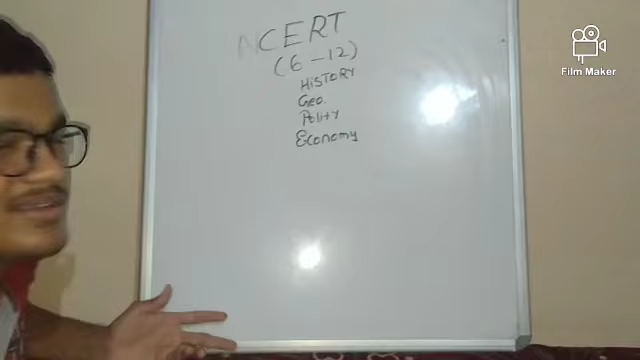 NCERT
(6-12)
HISTORY
Geo.
Polity
Economy
Film Maker